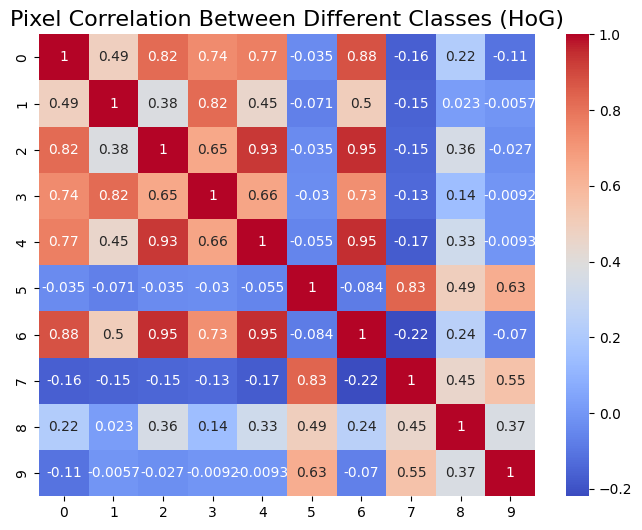 Pixel Correlation Between Different Classes (HoG)
0 1 0.49 0.82 0.74 0.77 -0.035 0.88 -0.16 0.22 -0.11
1 0.49 1 0.38 0.82 0.45 -0.071 0.5 -0.15 0.023 -0.0057
2 0.82 0.38 1 0.65 0.93 -0.035 0.95 -0.15 0.36 -0.027
3 0.74 0.82 0.65 1 0.66 -0.03 0.73 -0.13 0.14 -0.0092
4 0.77 0.45 0.93 0.66 1 -0.055 0.95 -0.17 0.33 -0.0093
5 -0.035 -0.071 -0.035 -0.03 -0.055 1 -0.084 0.83 0.49 0.63
6 0.88 0.5 0.95 0.73 0.95 -0.084 1 -0.22 0.24 -0.07
7 -0.16 -0.15 -0.15 -0.13 -0.17 0.83 -0.22 1 0.45 0.55
8 0.22 0.023 0.36 0.14 0.33 0.49 0.24 0.45 1 0.37
9 -0.11 -0.0057 -0.027 -0.0092 -0.0093 0.63 -0.07 0.55 0.37 1
0 1 2 3 4 5 6 7 8 9
1.0
0.8
0.6
0.4
0.2
0.0
−0.2